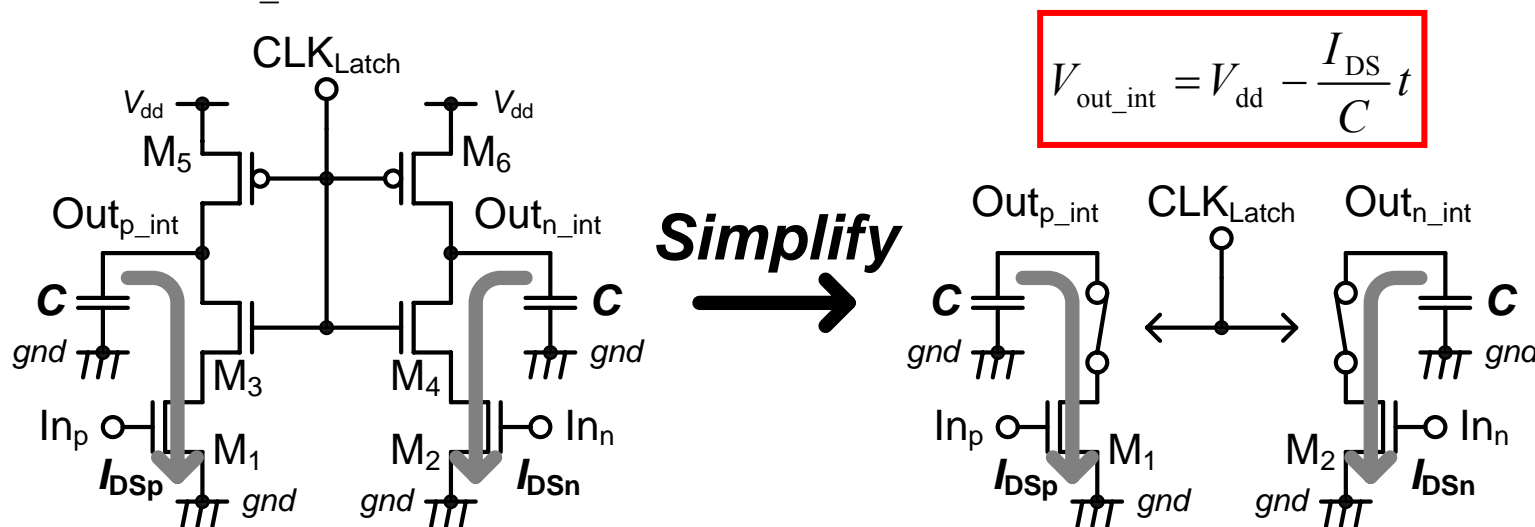 CLK_Latch
V_out_int = V_dd − (I_DS / C) t
V_dd
V_dd
M_5
M_6
Out_p_int
Out_n_int
Simplify
C
C
gnd
gnd
M_3
M_4
In_p
In_n
M_1
M_2
I_DSp
I_DSn
gnd
gnd
Out_p_int
CLK_Latch
Out_n_int
C
C
gnd
gnd
In_p
In_n
M_1
M_2
I_DSp
I_DSn
gnd
gnd